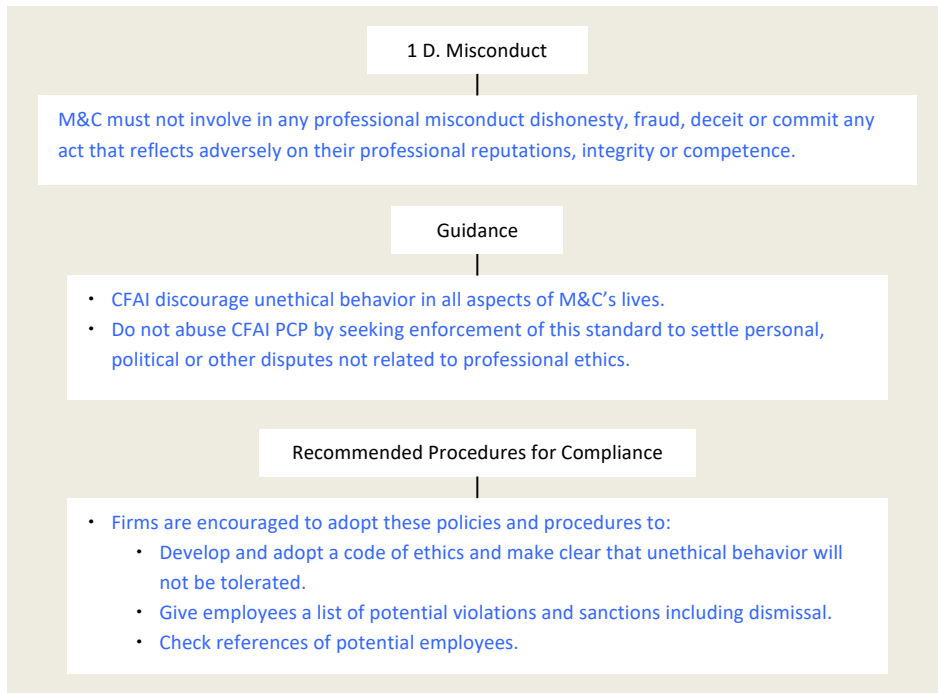 1 D. Misconduct
M&C must not involve in any professional misconduct dishonesty, fraud, deceit or commit any
act that reflects adversely on their professional reputations, integrity or competence.
Guidance
· CFAI discourage unethical behavior in all aspects of M&C's lives.
· Do not abuse CFAI PCP by seeking enforcement of this standard to settle personal,
political or other disputes not related to professional ethics.
Recommended Procedures for Compliance
· Firms are encouraged to adopt these policies and procedures to:
· Develop and adopt a code of ethics and make clear that unethical behavior will
not be tolerated.
· Give employees a list of potential violations and sanctions including dismissal.
· Check references of potential employees.